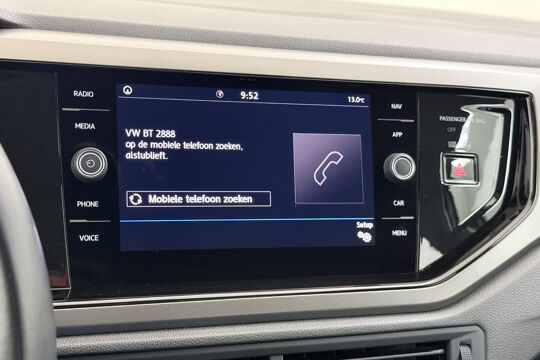 RADIO
MEDIA
PHONE
VOICE
9:52
13.0°C
VW BT 2888
op de mobiele telefoon zoeken,
alstublieft.
Mobiele telefoon zoeken
Setup
NAV
APP
CAR
MENU
PASSENGER AIR BAG
OFF